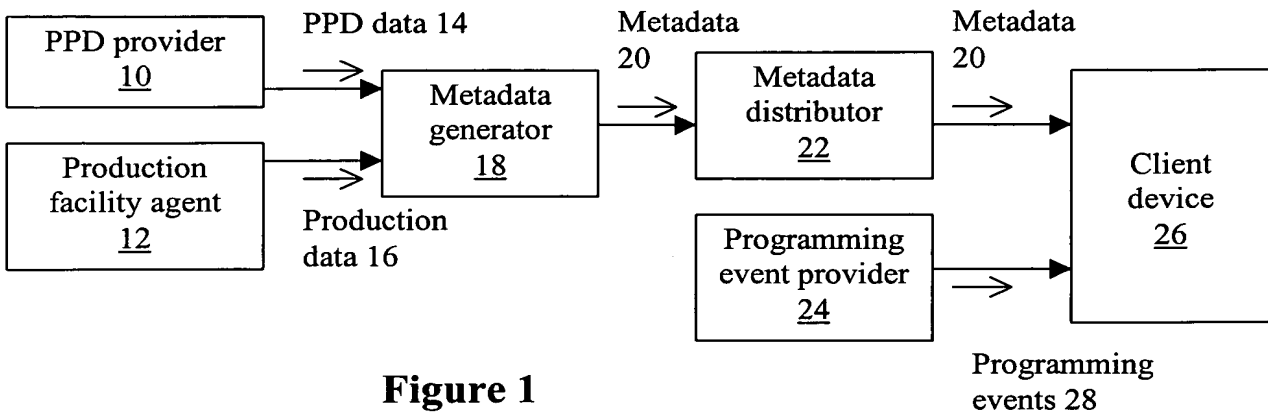 PPD provider
10
PPD data 14
Production
facility agent
12
Production
data 16
Metadata
generator
18
Metadata
20
Metadata
distributor
22
Metadata
20
Programming
event provider
24
Programming
events 28
Client
device
26
Figure 1